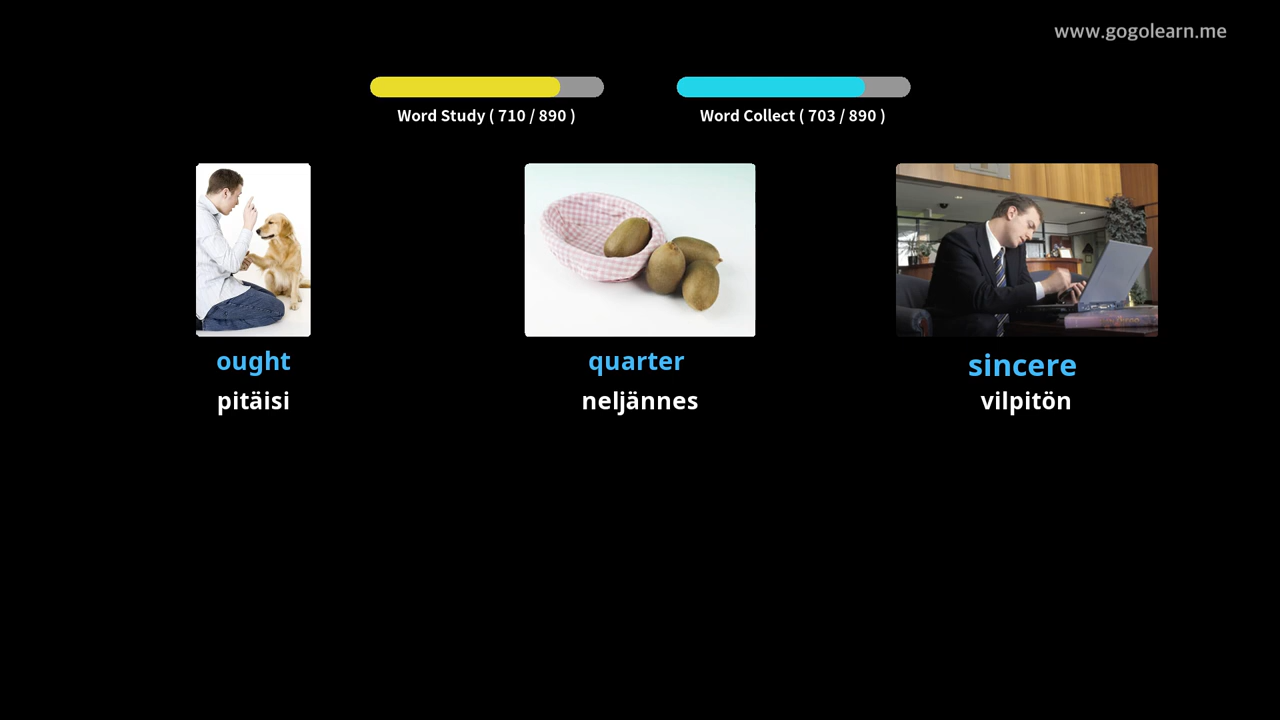 www.gogolearn.me
Word Study ( 710 / 890 )
Word Collect ( 703 / 890 )
ought
quarter
sincere
pitäisi
neljännes
vilpitön